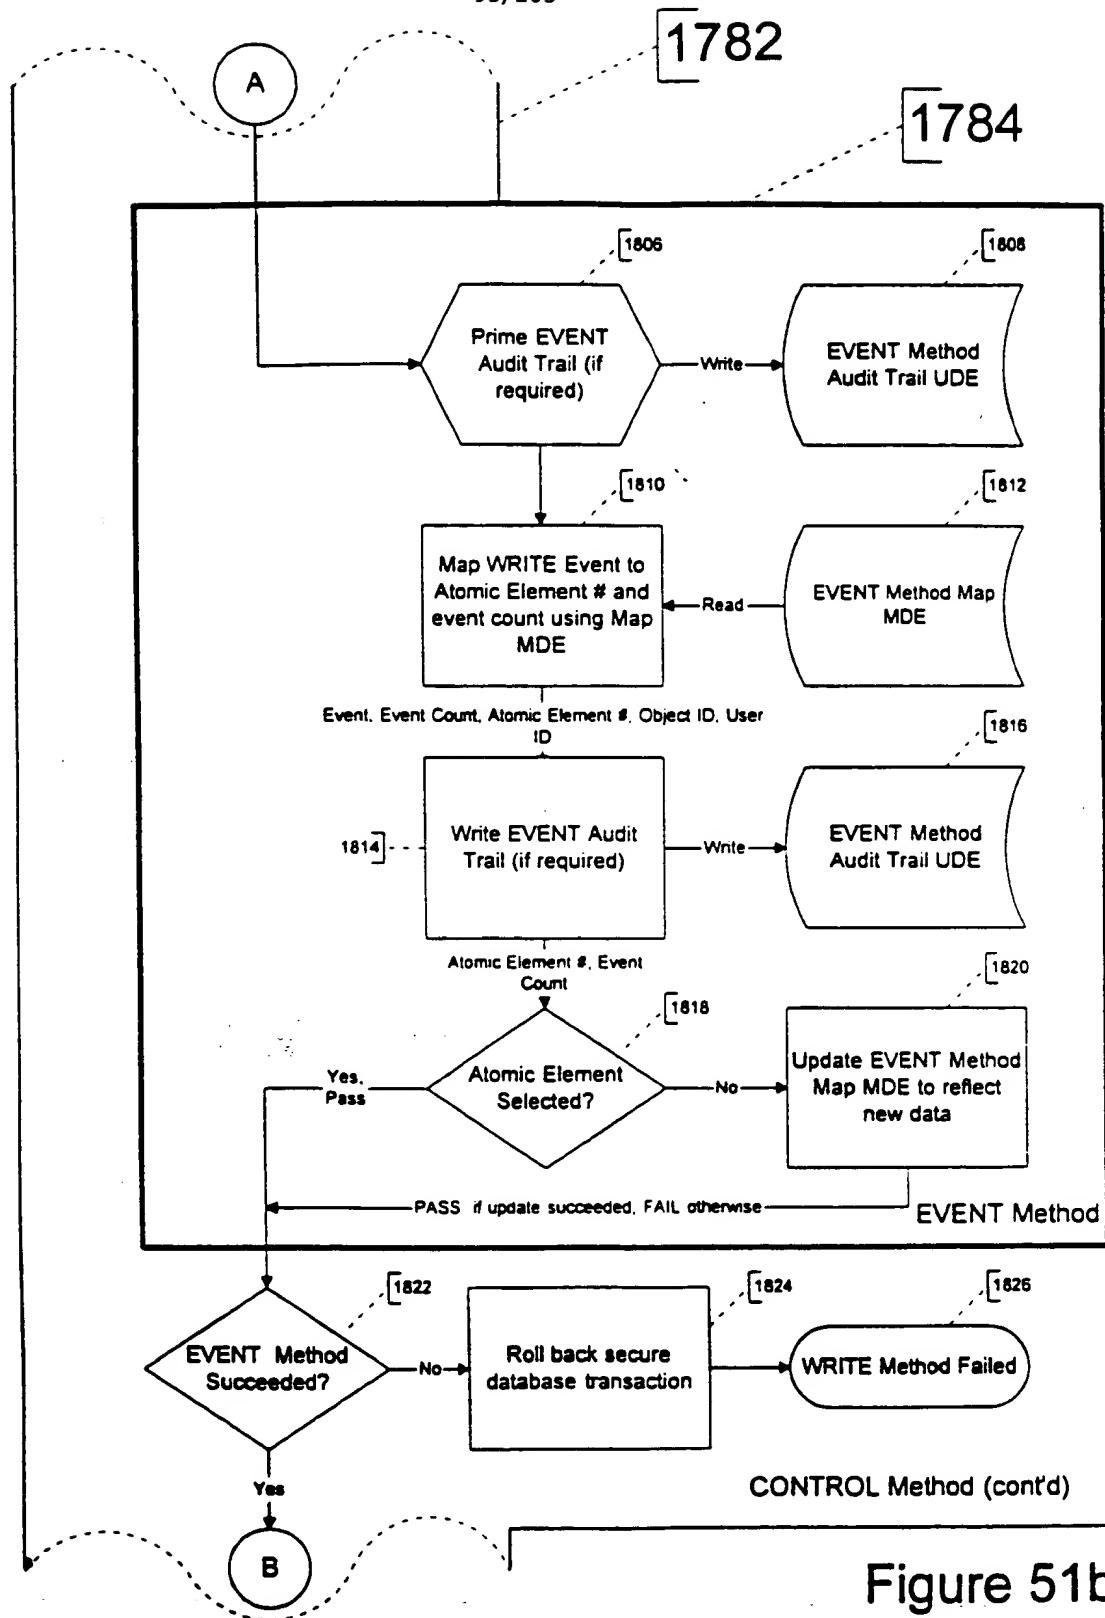 1782
A
1784
1806
1808
Prime EVENT
Audit Trail (if
required)
Write
EVENT Method
Audit Trail UDE
1810
1812
Map WRITE Event to
Atomic Element # and
event count using Map
MDE
Read
EVENT Method Map
MDE
Event, Event Count, Atomic Element #, Object ID, User
ID
1816
1814
Write EVENT Audit
Trail (if required)
Write
EVENT Method
Audit Trail UDE
Atomic Element #, Event
Count
1818
1820
Yes,
Pass
Atomic Element
Selected?
No
Update EVENT Method
Map MDE to reflect
new data
PASS if update succeeded, FAIL otherwise
EVENT Method
1822
1824
1826
EVENT Method
Succeeded?
No
Roll back secure
database transaction
WRITE Method Failed
Yes
CONTROL Method (cont'd)
B
Figure 51b